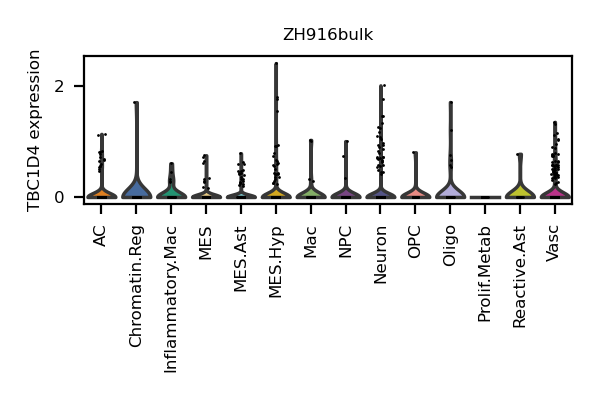 ZH916bulk
TBC1D4 expression
2
0
AC
Chromatin.Reg
Inflammatory.Mac
MES
MES.Ast
MES.Hyp
Mac
NPC
Neuron
OPC
Oligo
Prolif.Metab
Reactive.Ast
Vasc